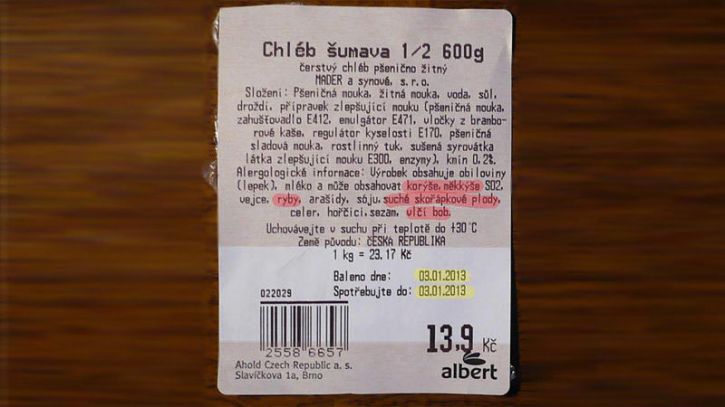 Chléb šumava 1/2 600g
čerstvý chléb pšenično žitný
MADER a synové, s.r.o.
Složení: Pšeničná mouka, žitná mouka, voda, sůl,
droždí, přípravek zlepšující mouku (pšeničná mouka,
zahušťovadlo E412, emulgátor E471, vločky z brambo-
rové kaše, regulátor kyselosti E170, pšeničná
sladová mouka, rostlinný tuk, sušená syrovátka
látka zlepšující mouku E300, enzymy), kmín 0,2%.
Alergologické informace: Výrobek obsahuje obiloviny
(lepek), mléko a může obsahovat korýše, měkkýše SO2,
vejce, ryby, arašídy, sóju, suché skořápkové plody,
celer, hořčici, sezam, vlčí bob.
Uchovávejte v suchu při teplotě do +30°C
Země původu: ČESKA REPUBLIKA
1 kg = 23.17 Kč
Baleno dne: 03.01.2013
Spotřebujte do: 03.01.2013
022029
2558 6657
13,9 Kč
Ahold Czech Republic a. s.
Slavíčkova 1a, Brno
albert